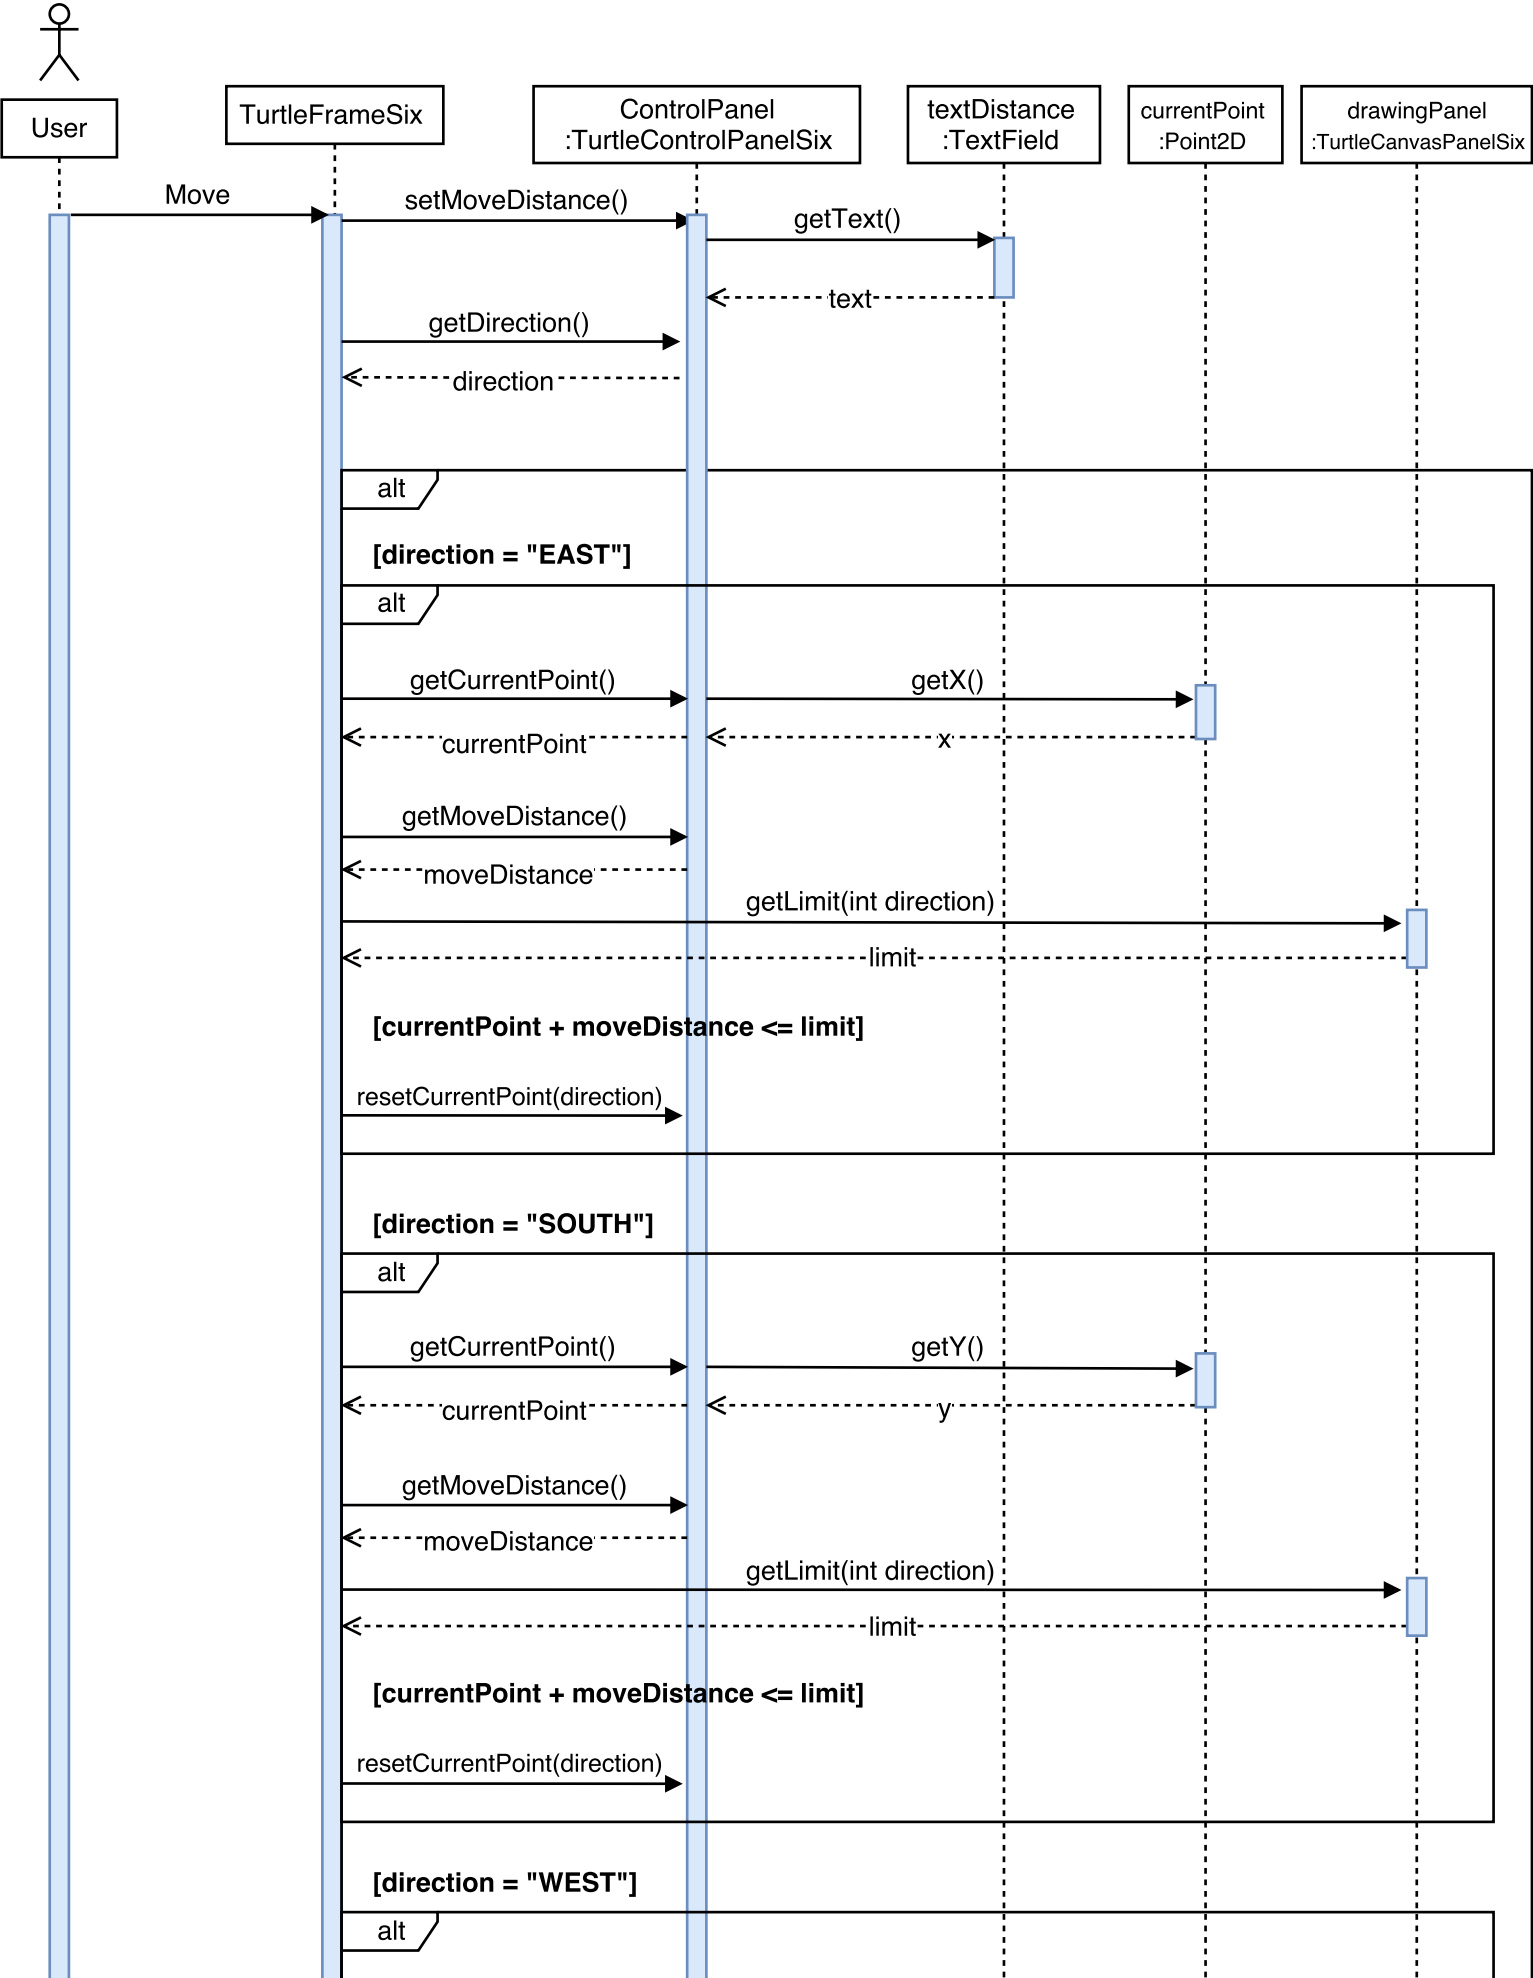 User
TurtleFrameSix
ControlPanel
:TurtleControlPanelSix
textDistance
:TextField
currentPoint
:Point2D
drawingPanel
:TurtleCanvasPanelSix
Move
setMoveDistance()
getText()
text
getDirection()
direction
alt
[direction = "EAST"]
alt
getCurrentPoint()
getX()
currentPoint
x
getMoveDistance()
moveDistance
getLimit(int direction)
limit
[currentPoint + moveDistance <= limit]
resetCurrentPoint(direction)
[direction = "SOUTH"]
alt
getCurrentPoint()
getY()
currentPoint
y
getMoveDistance()
moveDistance
getLimit(int direction)
limit
[currentPoint + moveDistance <= limit]
resetCurrentPoint(direction)
[direction = "WEST"]
alt